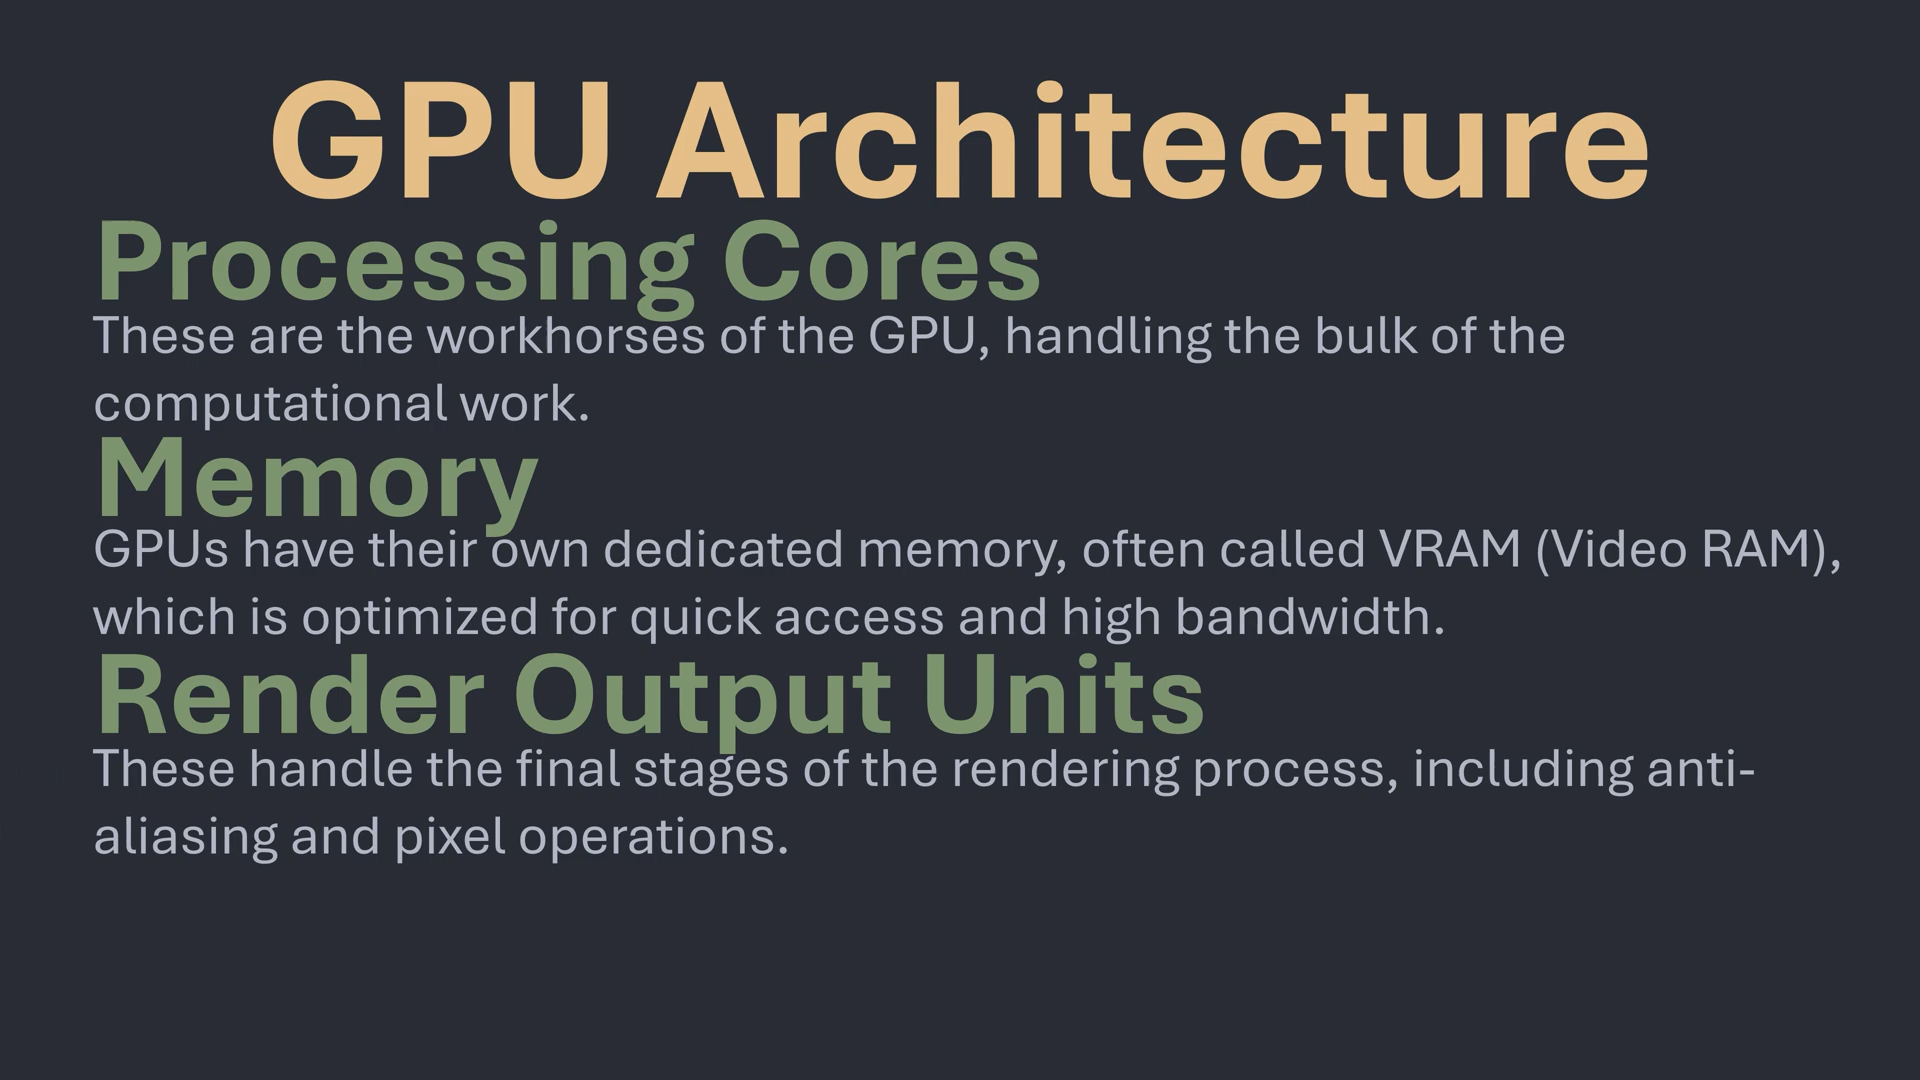 GPU Architecture
Processing Cores
These are the workhorses of the GPU, handling the bulk of the
computational work.
Memory
GPUs have their own dedicated memory, often called VRAM (Video RAM),
which is optimized for quick access and high bandwidth.
Render Output Units
These handle the final stages of the rendering process, including anti-
aliasing and pixel operations.